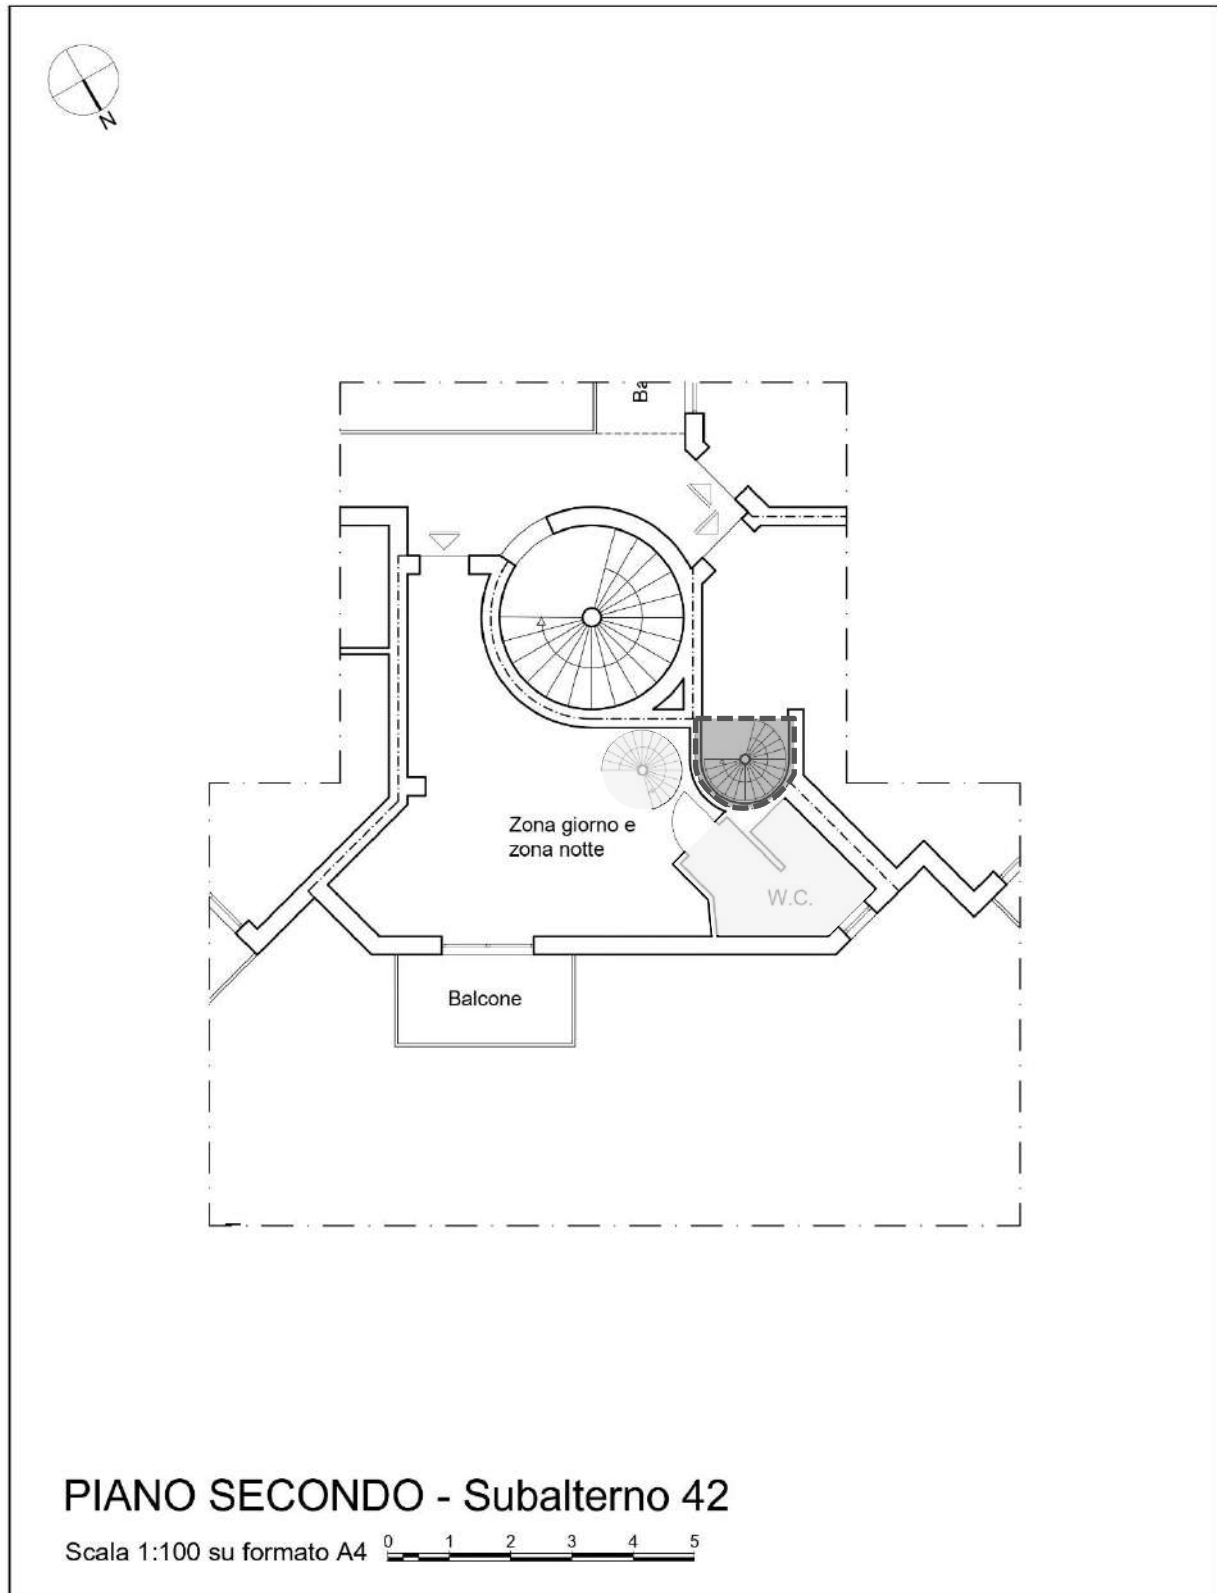 N
Ba
Zona giorno e
zona notte
W.C.
Balcone
PIANO SECONDO - Subalterno 42
Scala 1:100 su formato A4 0 1 2 3 4 5